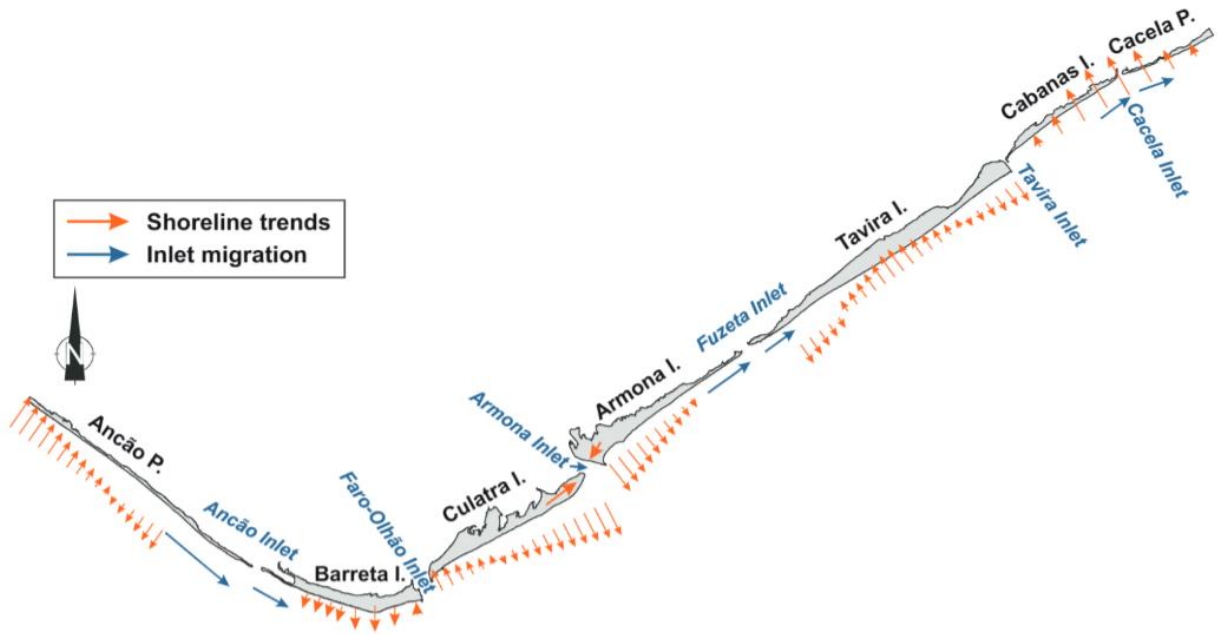 Cacela P.
Cabanas I.
Cacela Inlet
Tavira Inlet
Tavira I.
Shoreline trends
Inlet migration
N
Fuzeta Inlet
Armona I.
Armona Inlet
Ancão P.
Culatra I.
Faro-Olhão Inlet
Ancão Inlet
Barreta I.